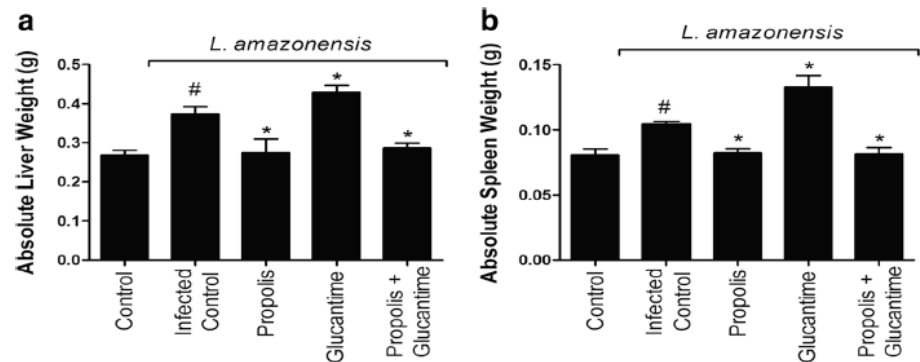 a
L. amazonensis
Absolute Liver Weight (g)
0.5
0.4
0.3
0.2
0.1
0.0
#
*
*
*
Control
Infected
Control
Propolis
Glucantime
Propolis +
Glucantime
b
L. amazonensis
Absolute Spleen Weight (g)
0.15
0.10
0.05
0.00
#
*
*
*
Control
Infected
Control
Propolis
Glucantime
Propolis +
Glucantime